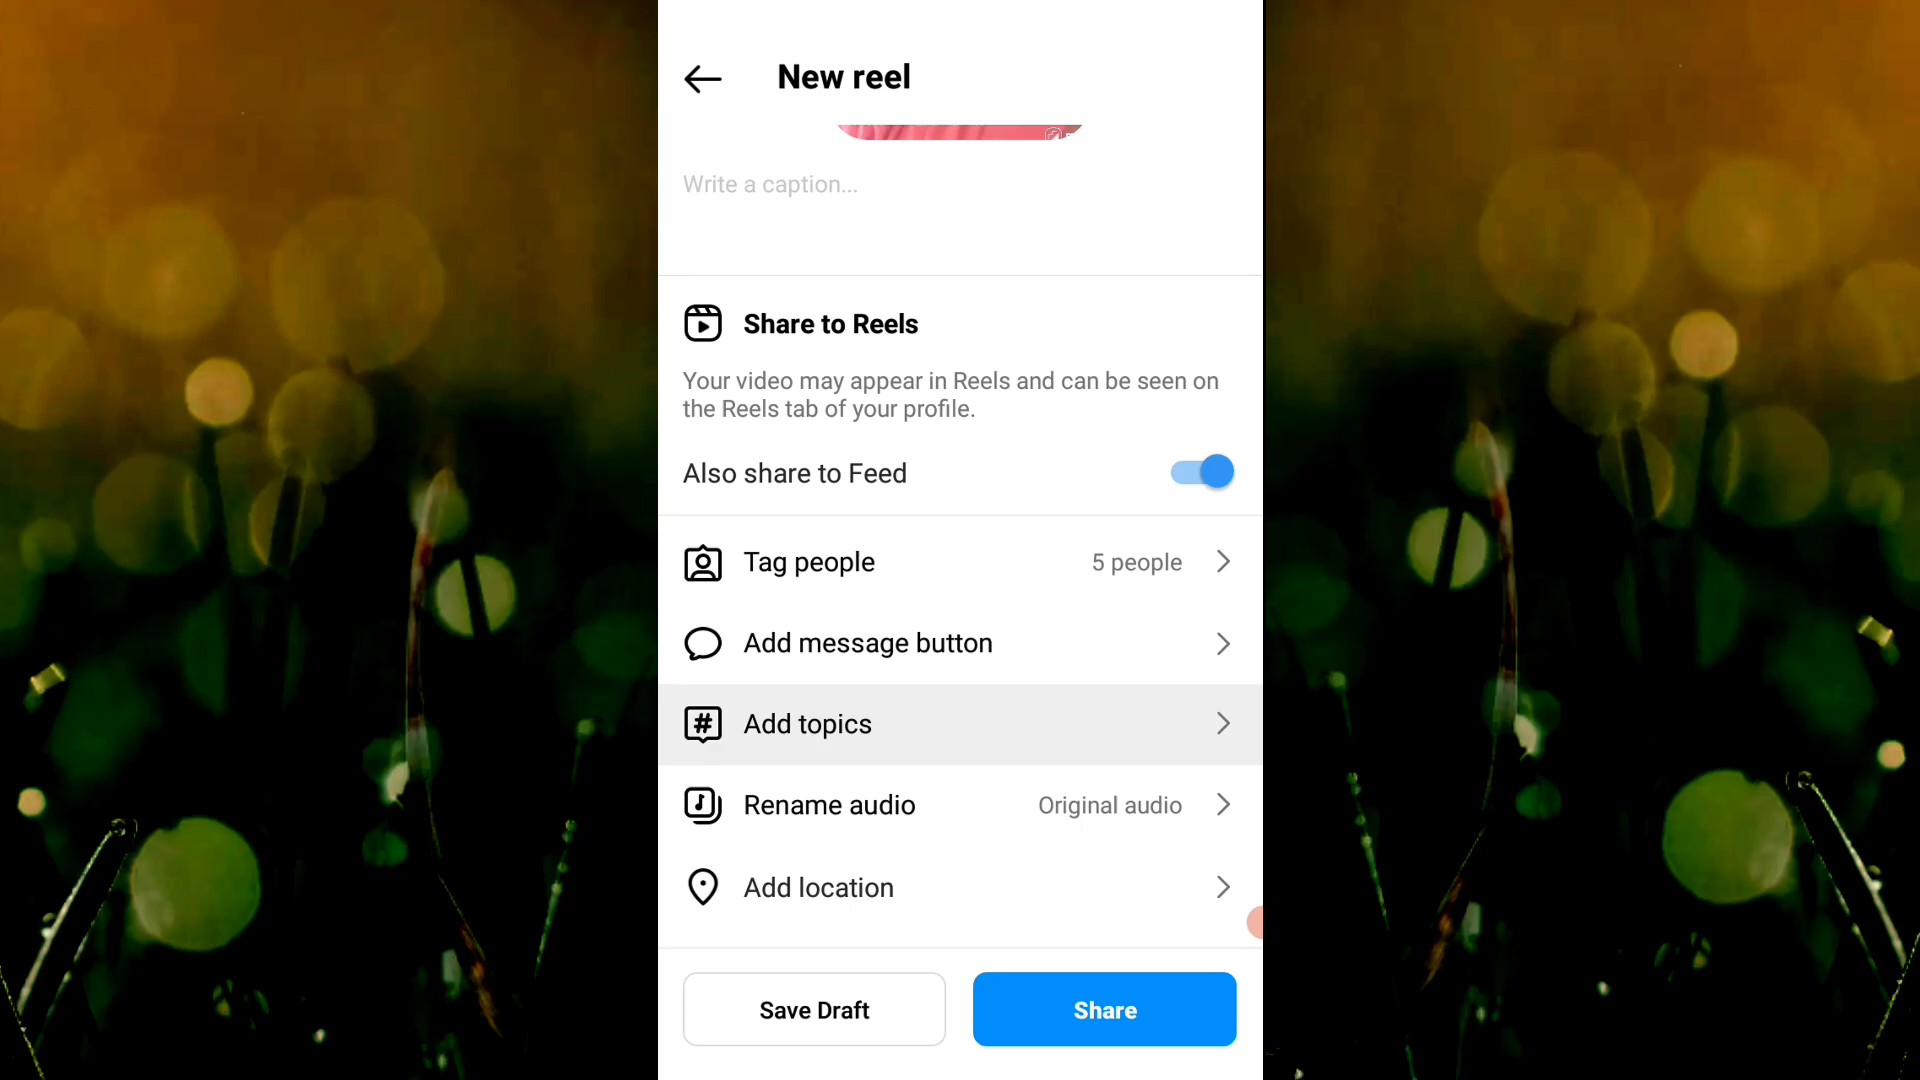 New reel
Write a caption...
Share to Reels
Your video may appear in Reels and can be seen on
the Reels tab of your profile.
Also share to Feed
Tag people 5 people
Add message button
Add topics
Rename audio Original audio
Add location
Save Draft Share